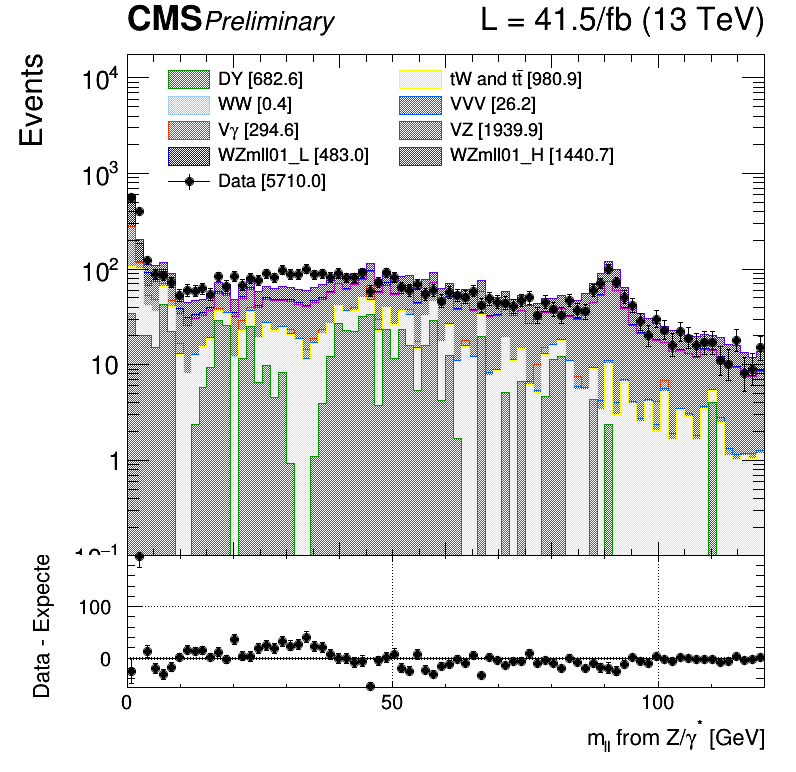 CMS Preliminary L = 41.5/fb (13 TeV)
Events
10⁴
10³
10²
10
1
10⁻¹
DY [682.6]
tW and tt̄ [980.9]
WW [0.4]
VVV [26.2]
Vγ [294.6]
VZ [1939.9]
WZmll01_L [483.0]
WZmll01_H [1440.7]
Data [5710.0]
Data - Expecte
100
0
0 50 100
m_ll from Z/γ* [GeV]